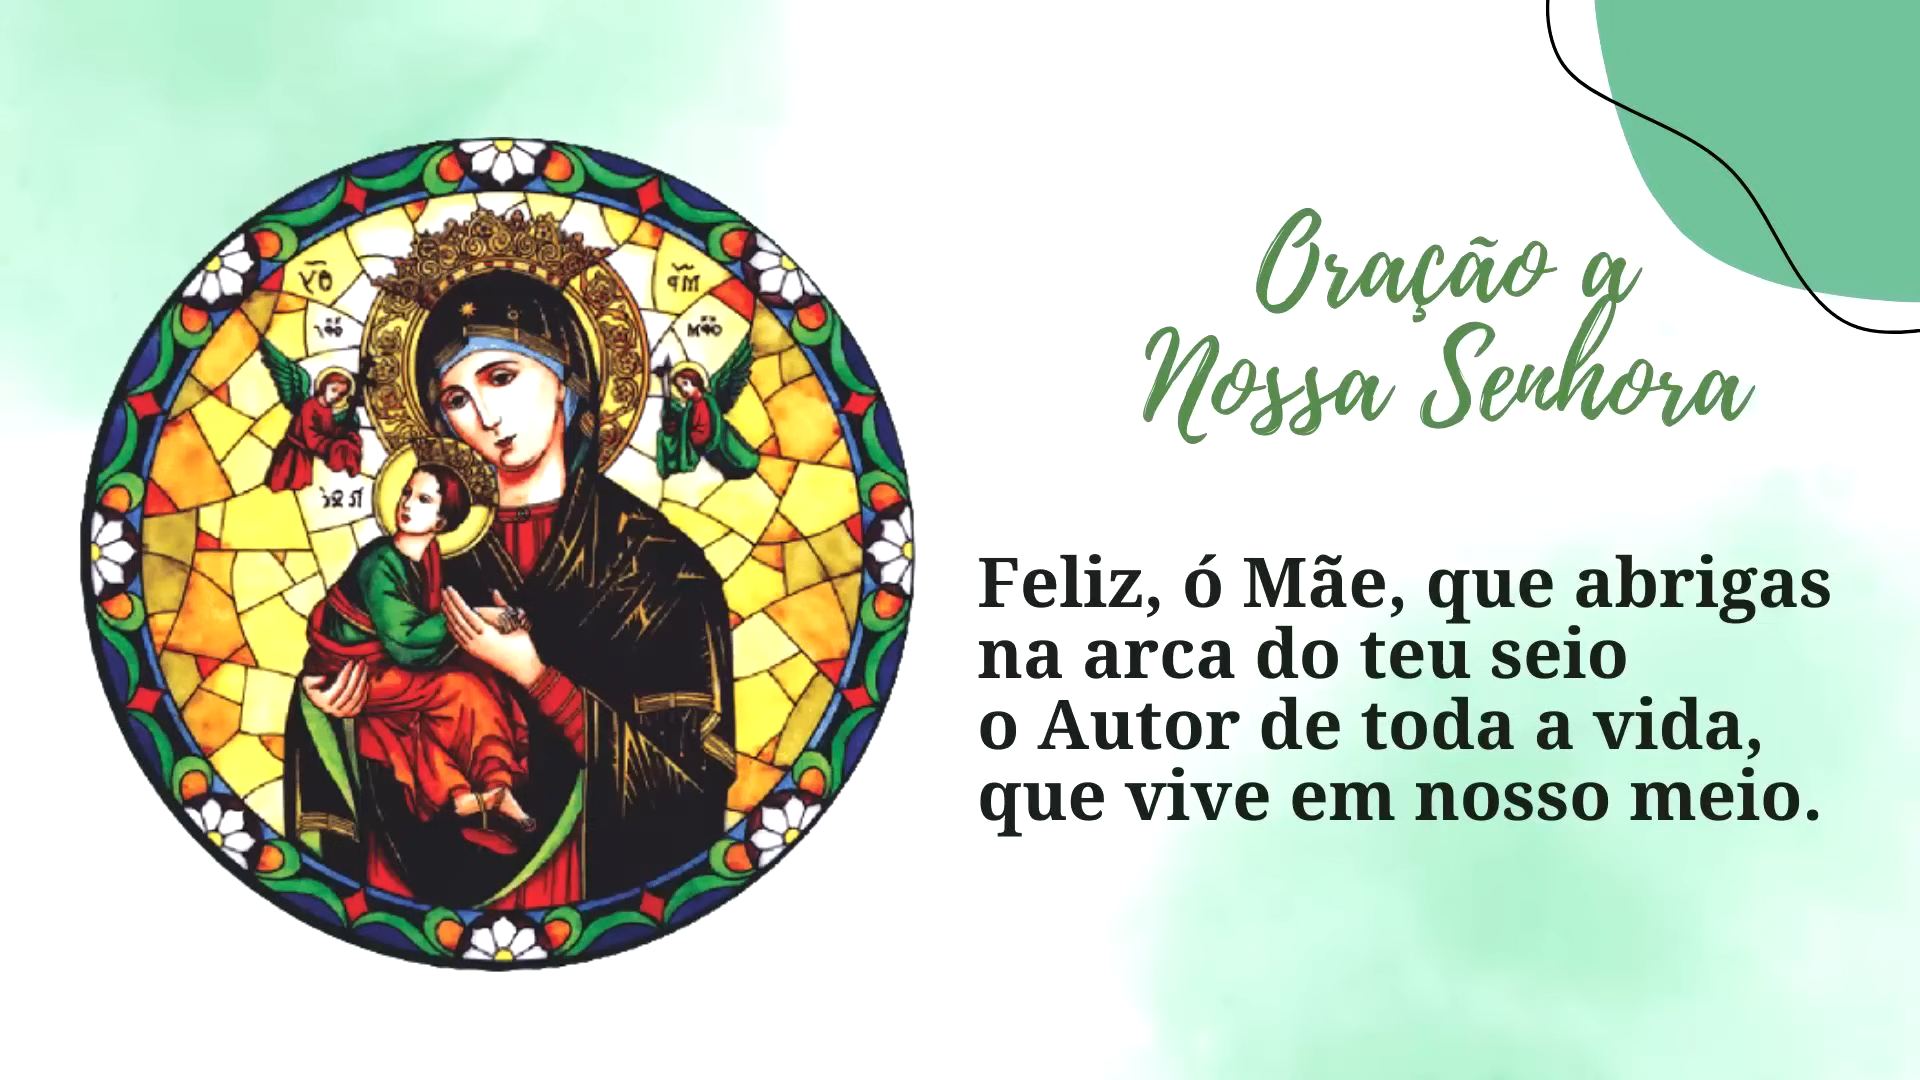 Oração a
Nossa Senhora
Feliz, ó Mãe, que abrigas
na arca do teu seio
o Autor de toda a vida,
que vive em nosso meio.